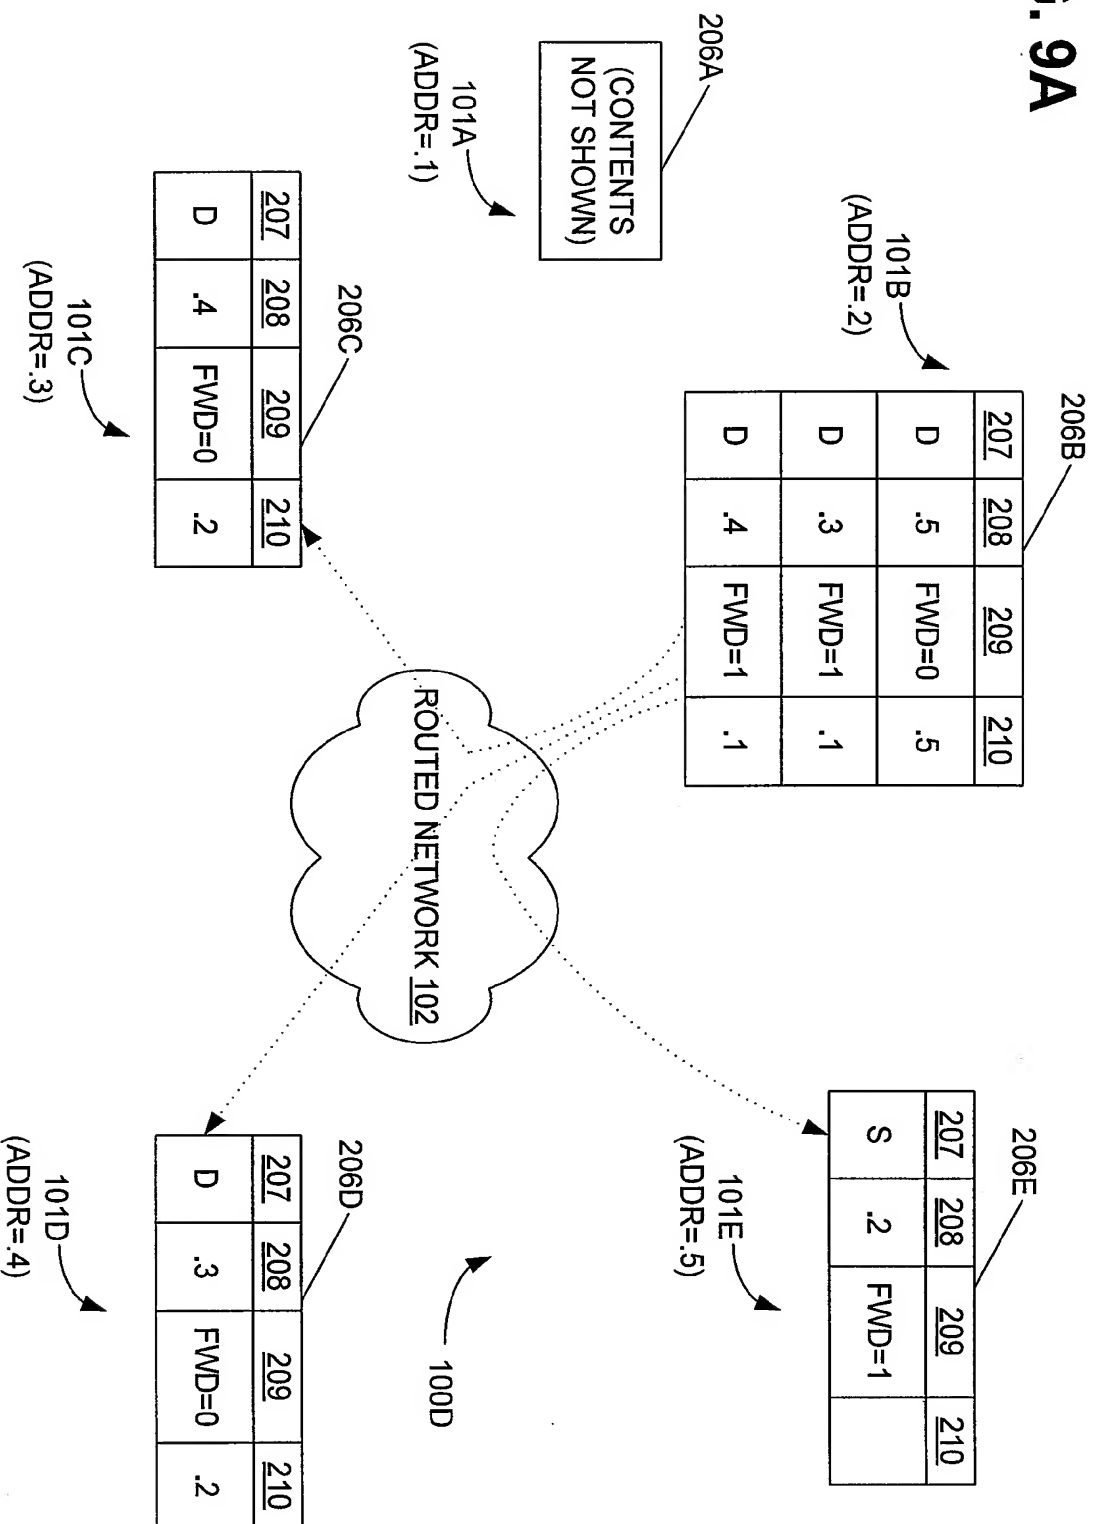 . 9A
206A
(CONTENTS
NOT SHOWN)
101A
(ADDR=.1)
206B
207 208 209 210
D .5 FWD=0 .5
D .3 FWD=1 .1
D .4 FWD=1 .1
101B
(ADDR=.2)
206C
207 208 209 210
D .4 FWD=0 .2
101C
(ADDR=.3)
ROUTED NETWORK 102
206E
207 208 209 210
S .2 FWD=1
101E
(ADDR=.5)
100D
206D
207 208 209 210
D .3 FWD=0 .2
101D
(ADDR=.4)